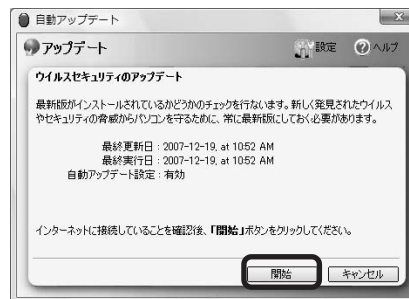 自動アップデート
アップデート
設定
ヘルプ
ウイルスセキュリティのアップデート
最新版がインストールされているかどうかのチェックを行ないます。新しく発見されたウイルス
やセキュリティの脅威からパソコンを守るために、常に最新版にしておく必要があります。
最終更新日 : 2007-12-19, at 10:52 AM
最終実行日 : 2007-12-19, at 10:52 AM
自動アップデート設定 : 有効
インターネットに接続していることを確認後、「開始」ボタンをクリックしてください。
開始
キャンセル